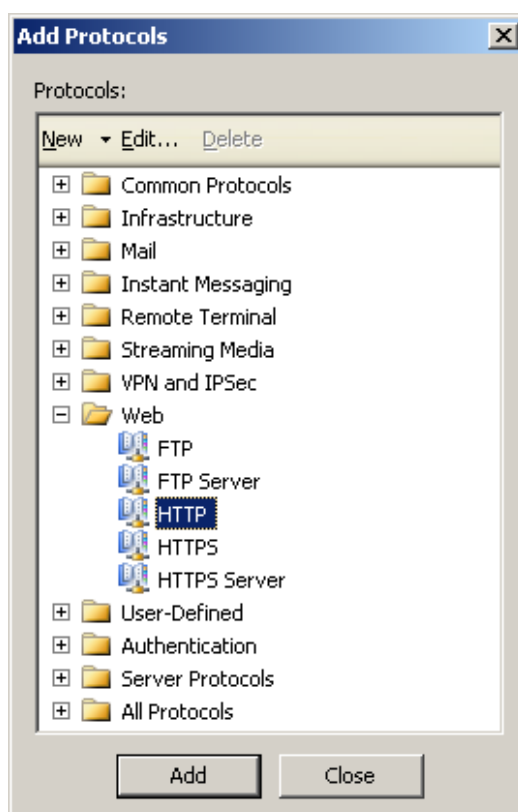 Add Protocols
Protocols:
New Edit... Delete
Common Protocols
Infrastructure
Mail
Instant Messaging
Remote Terminal
Streaming Media
VPN and IPSec
Web
FTP
FTP Server
HTTP
HTTPS
HTTPS Server
User-Defined
Authentication
Server Protocols
All Protocols
Add Close